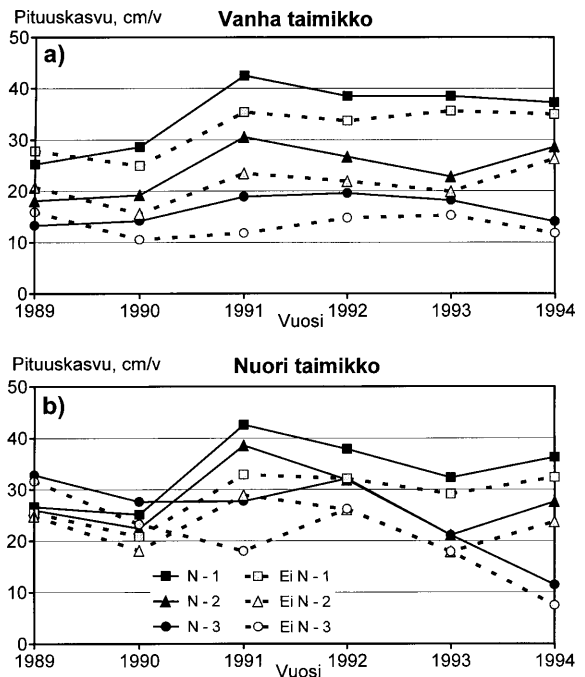 Pituuskasvu, cm/v Vanha taimikko
50
a)
40
30
20
10
0
1989 1990 1991 1992 1993 1994
Vuosi
Pituuskasvu, cm/v Nuori taimikko
50
b)
40
30
20
10
0
N - 1 Ei N - 1
N - 2 Ei N - 2
N - 3 Ei N - 3
1989 1990 1991 1992 1993 1994
Vuosi